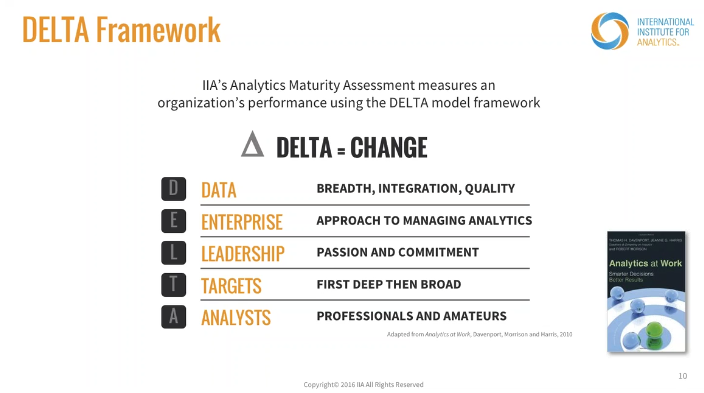 DELTA Framework
INTERNATIONAL
INSTITUTE FOR
ANALYTICS.
IIA's Analytics Maturity Assessment measures an
organization's performance using the DELTA model framework
Δ DELTA = CHANGE
D DATA BREADTH, INTEGRATION, QUALITY
E ENTERPRISE APPROACH TO MANAGING ANALYTICS
L LEADERSHIP PASSION AND COMMITMENT
T TARGETS FIRST DEEP THEN BROAD
A ANALYSTS PROFESSIONALS AND AMATEURS
Adapted from Analytics at Work, Davenport, Morrison and Harris, 2010
Analytics at Work
Smarter Decisions
Better Results
10
Copyright© 2016 IIA All Rights Reserved